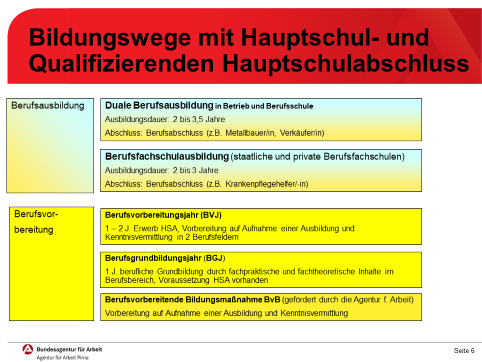 Bildungswege mit Hauptschul- und
Qualifizierenden Hauptschulabschluss
Berufsausbildung
Duale Berufsausbildung in Betrieb und Berufsschule
Ausbildungsdauer: 2 bis 3,5 Jahre
Abschluss: Berufsabschluss (z.B. Metallbauer/in, Verkäufer/in)
Berufsfachschulausbildung (staatliche und private Berufsfachschulen)
Ausbildungsdauer: 2 bis 3 Jahre
Abschluss: Berufsabschluss (z.B. Krankenpflegehelfer/-in)
Berufsvor-
bereitung
Berufsvorbereitungsjahr (BVJ)
1 – 2 J. Erwerb HSA, Vorbereitung auf Aufnahme einer Ausbildung und
Kenntnisvermittlung in 2 Berufsfeldern
Berufsgrundbildungsjahr (BGJ)
1 J. berufliche Grundbildung durch fachpraktische und fachtheoretische Inhalte im
Berufsbereich, Voraussetzung HSA vorhanden
Berufsvorbereitende Bildungsmaßnahme BvB (gefördert durch die Agentur f. Arbeit)
Vorbereitung auf Aufnahme einer Ausbildung und Kenntnisvermittlung
Bundesagentur für Arbeit
Agentur für Arbeit Pirna
Seite 6